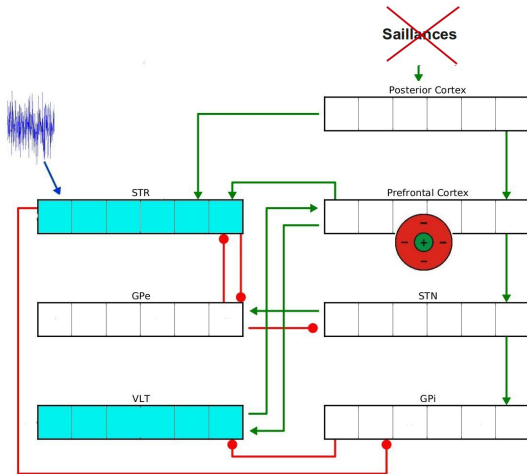 Saillances
Posterior Cortex
STR
Prefrontal Cortex
− + −
−
GPe
STN
VLT
GPi